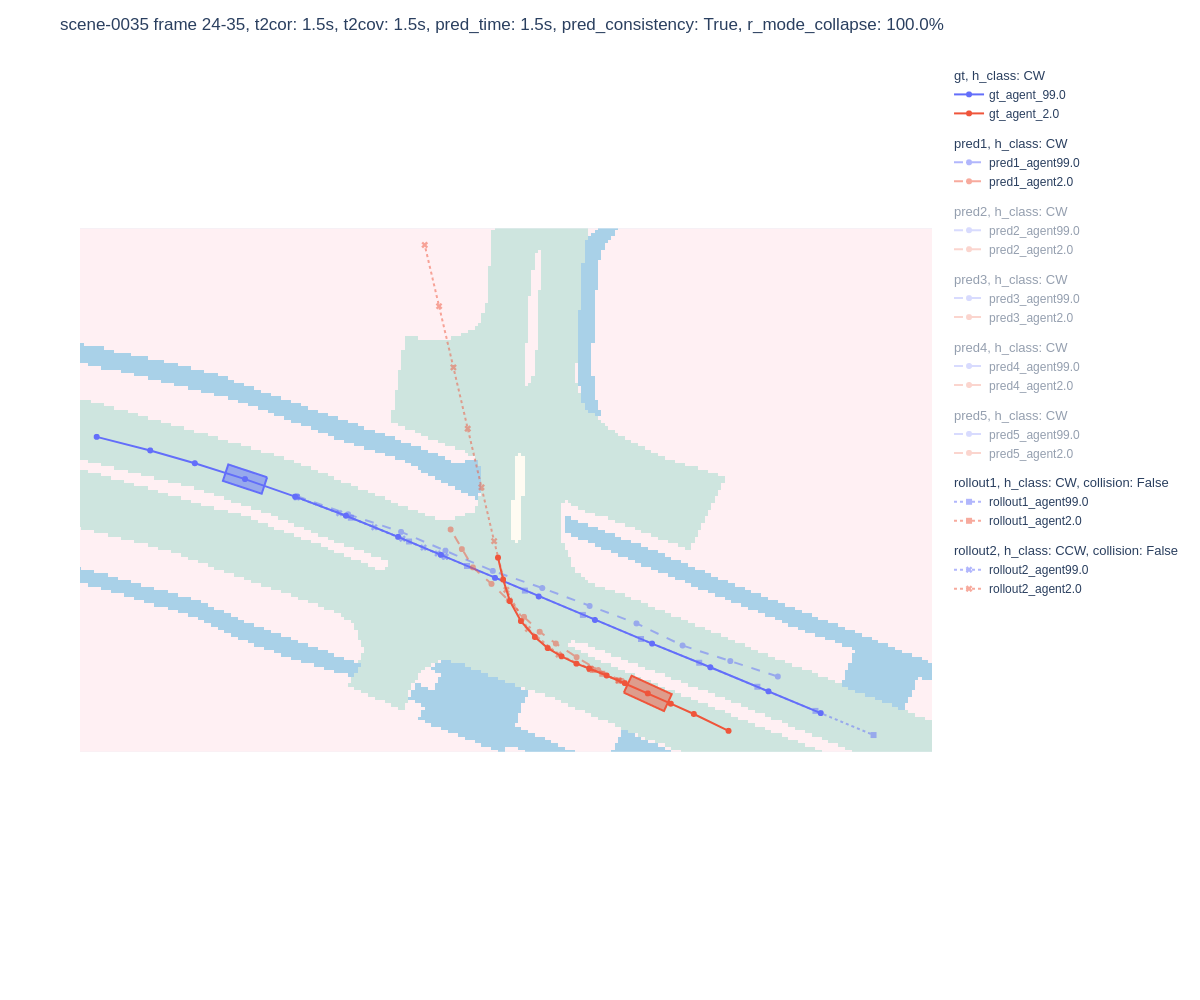 scene-0035 frame 24-35, t2cor: 1.5s, t2cov: 1.5s, pred_time: 1.5s, pred_consistency: True, r_mode_collapse: 100.0%
gt, h_class: CW
gt_agent_99.0
gt_agent_2.0
pred1, h_class: CW
pred1_agent99.0
pred1_agent2.0
pred2, h_class: CW
pred2_agent99.0
pred2_agent2.0
pred3, h_class: CW
pred3_agent99.0
pred3_agent2.0
pred4, h_class: CW
pred4_agent99.0
pred4_agent2.0
pred5, h_class: CW
pred5_agent99.0
pred5_agent2.0
rollout1, h_class: CW, collision: False
rollout1_agent99.0
rollout1_agent2.0
rollout2, h_class: CCW, collision: False
rollout2_agent99.0
rollout2_agent2.0